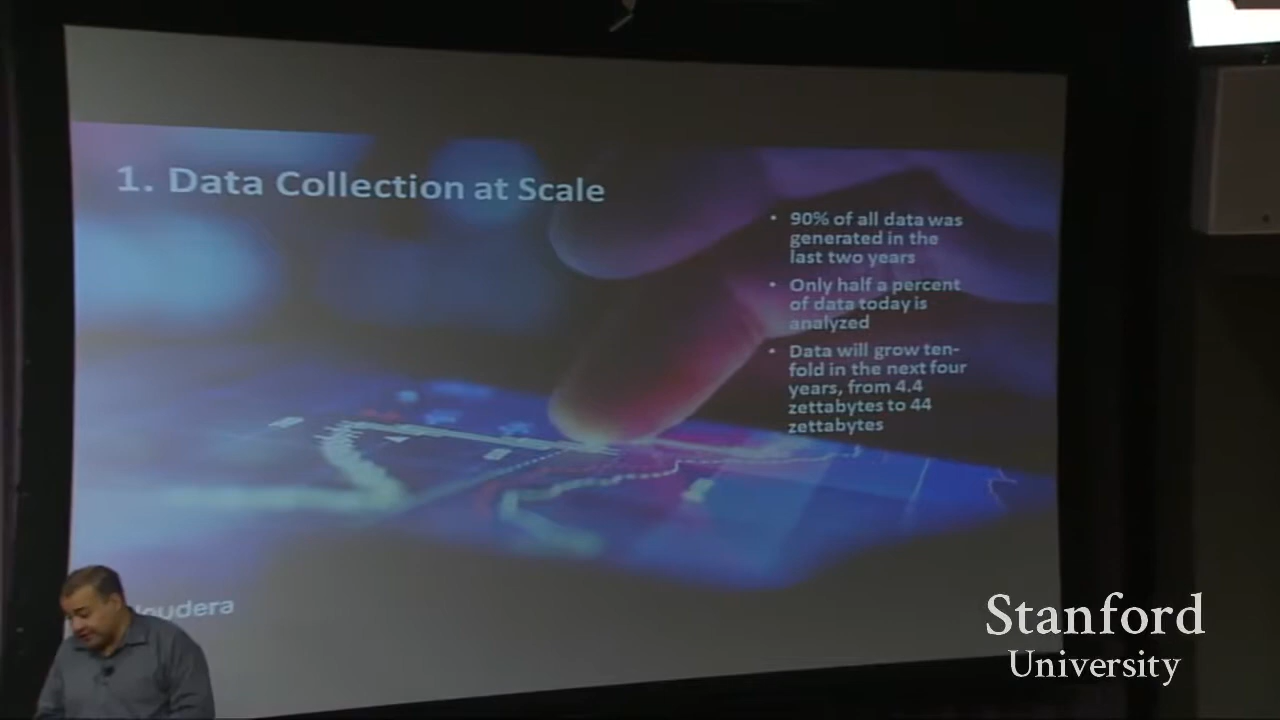 1. Data Collection at Scale
• 90% of all data was
generated in the
last two years
• Only half a percent
of data today is
analyzed
• Data will grow ten-
fold in the next four
years, from 4.4
zettabytes to 44
zettabytes
Stanford
University